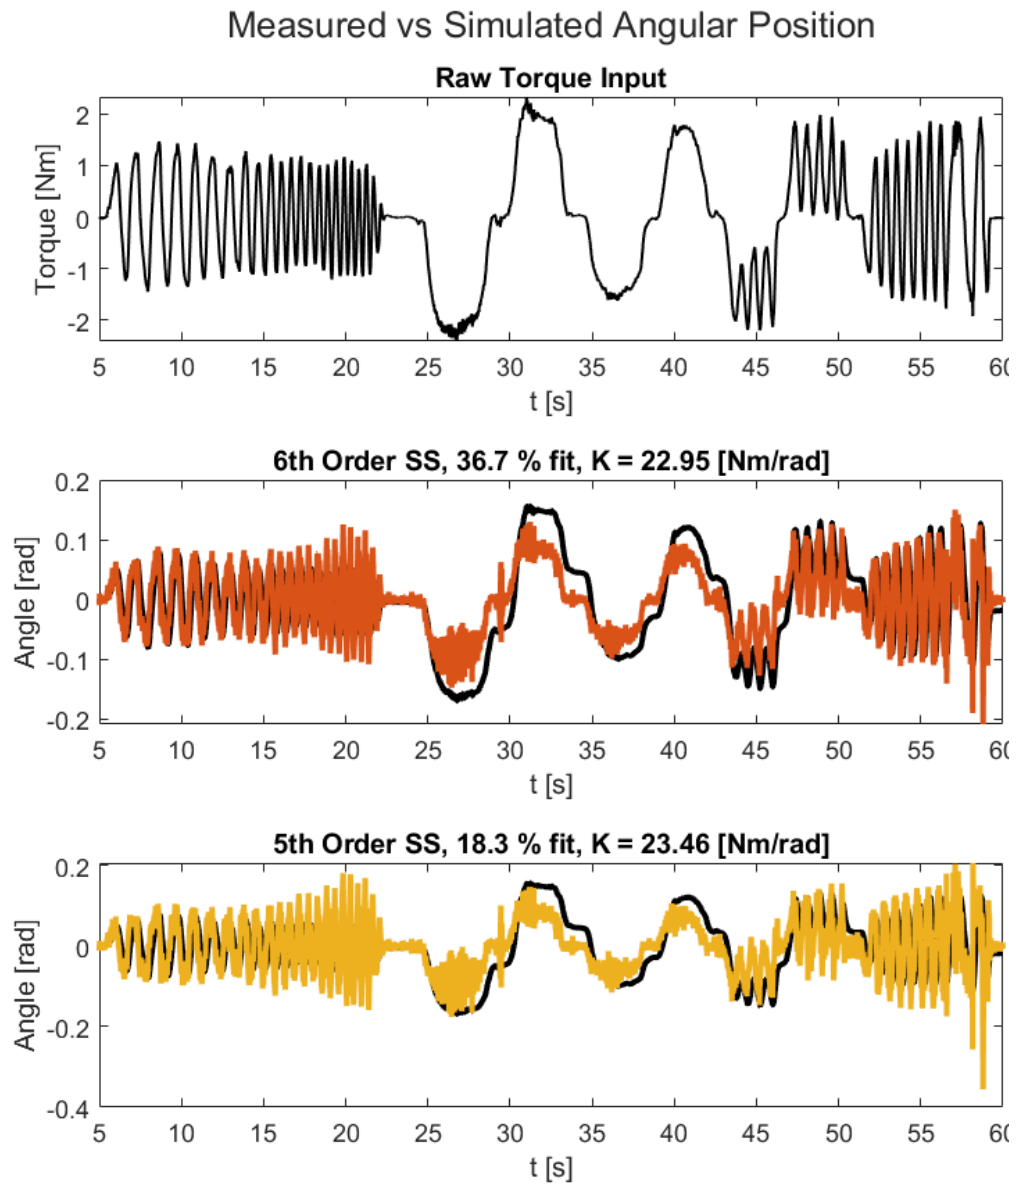 Measured vs Simulated Angular Position
Raw Torque Input
Torque [Nm]
2
1
0
-1
-2
5 10 15 20 25 30 35 40 45 50 55 60
t [s]
6th Order SS, 36.7 % fit, K = 22.95 [Nm/rad]
Angle [rad]
0.2
0.1
0
-0.1
-0.2
5 10 15 20 25 30 35 40 45 50 55 60
t [s]
5th Order SS, 18.3 % fit, K = 23.46 [Nm/rad]
Angle [rad]
0.2
0
-0.2
-0.4
5 10 15 20 25 30 35 40 45 50 55 60
t [s]